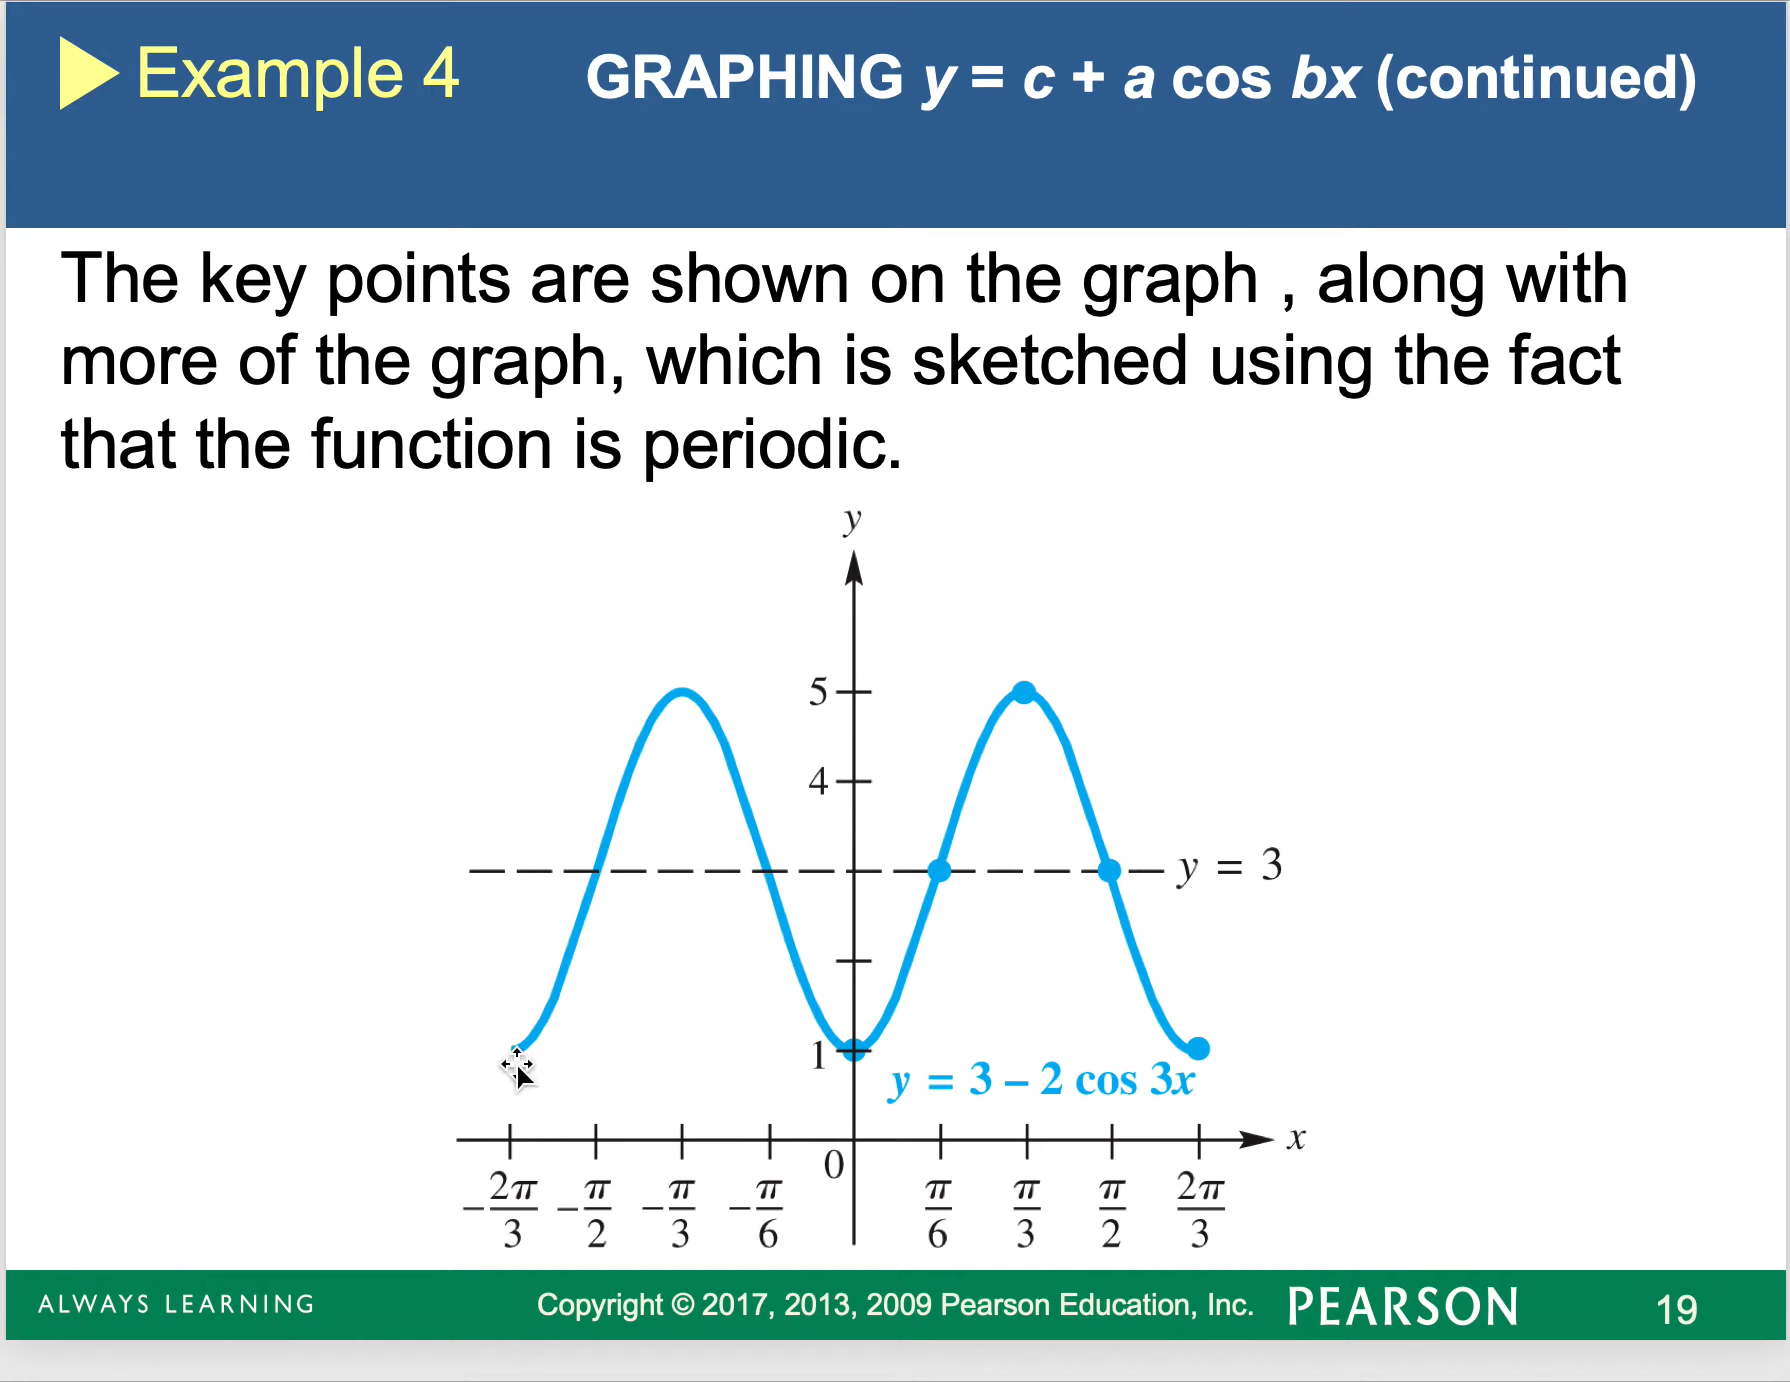 Example 4 GRAPHING y = c + a cos bx (continued)
The key points are shown on the graph , along with
more of the graph, which is sketched using the fact
that the function is periodic.
y
5
4
y = 3
1
y = 3 – 2 cos 3x
x
0
−2π/3 −π/2 −π/3 −π/6 π/6 π/3 π/2 2π/3
ALWAYS LEARNING Copyright © 2017, 2013, 2009 Pearson Education, Inc. PEARSON 19